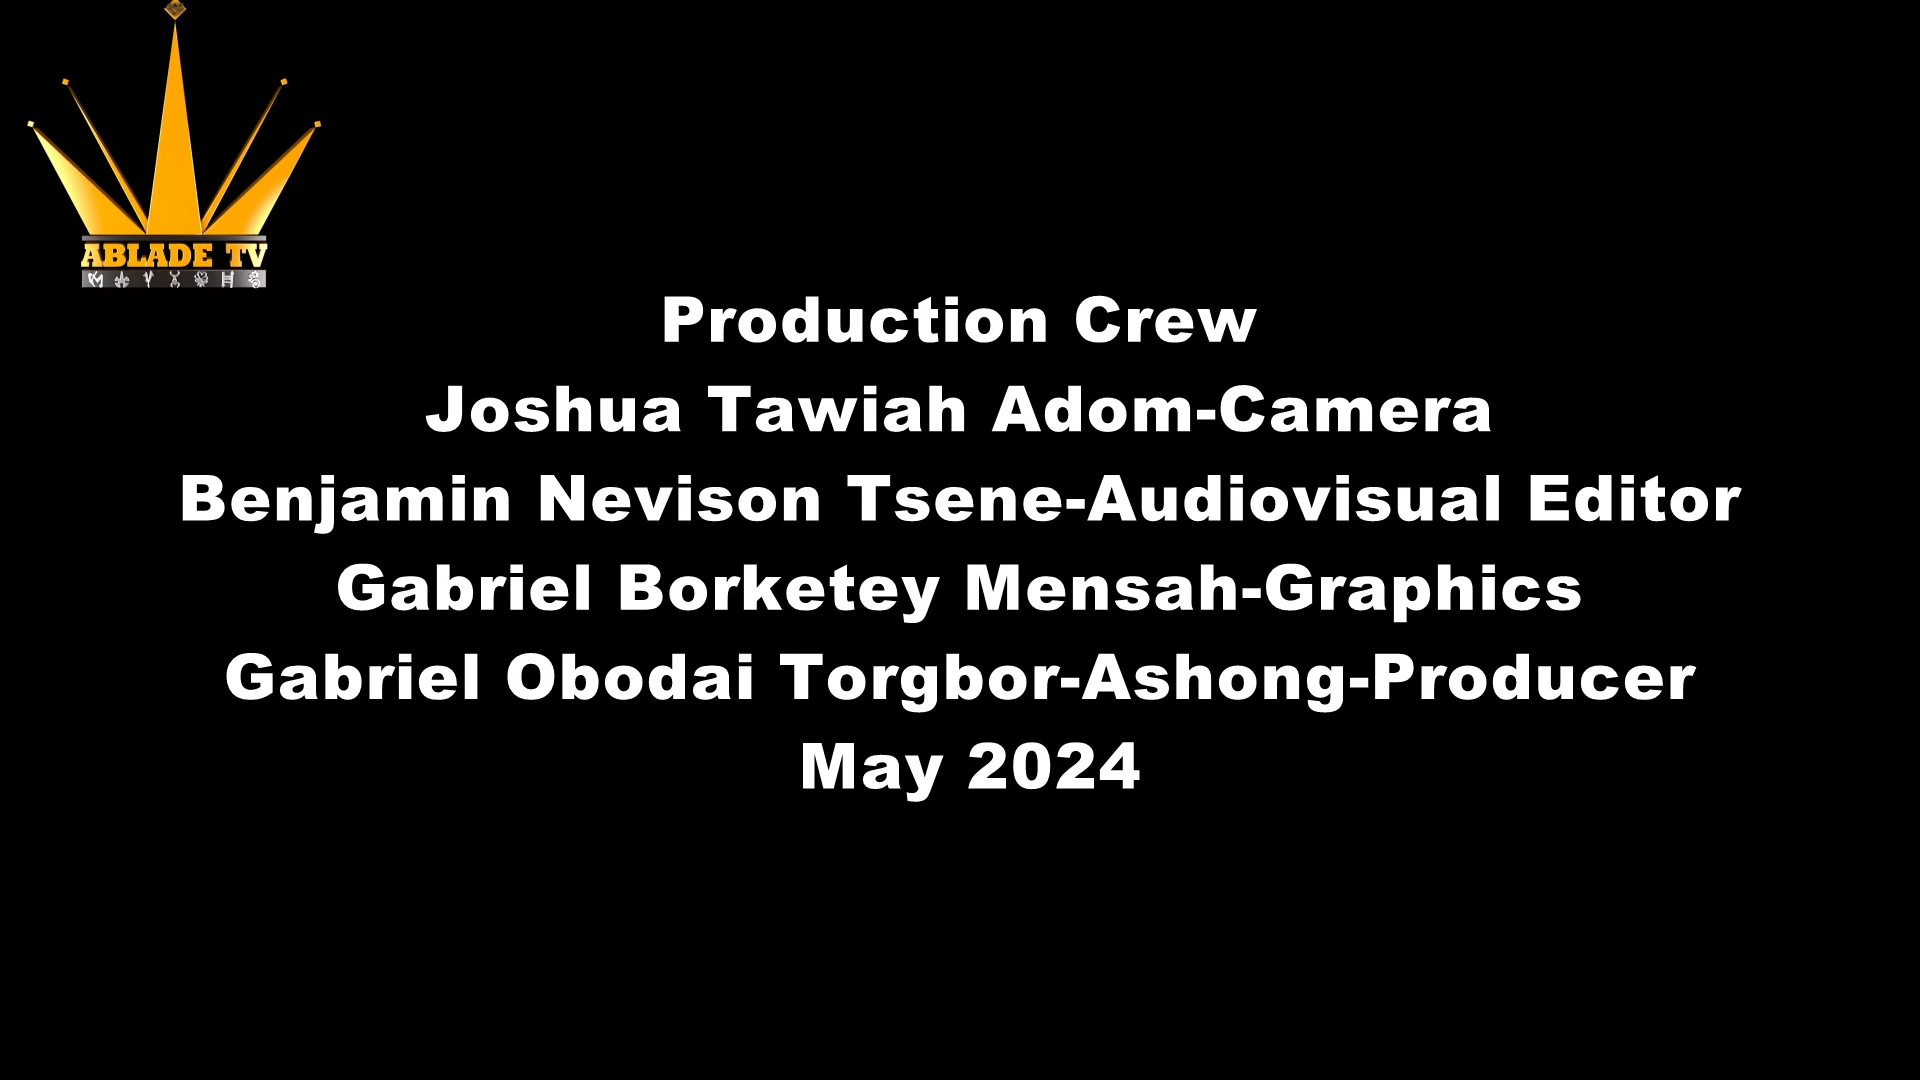 ABLADE TV
Production Crew
Joshua Tawiah Adom-Camera
Benjamin Nevison Tsene-Audiovisual Editor
Gabriel Borketey Mensah-Graphics
Gabriel Obodai Torgbor-Ashong-Producer
May 2024